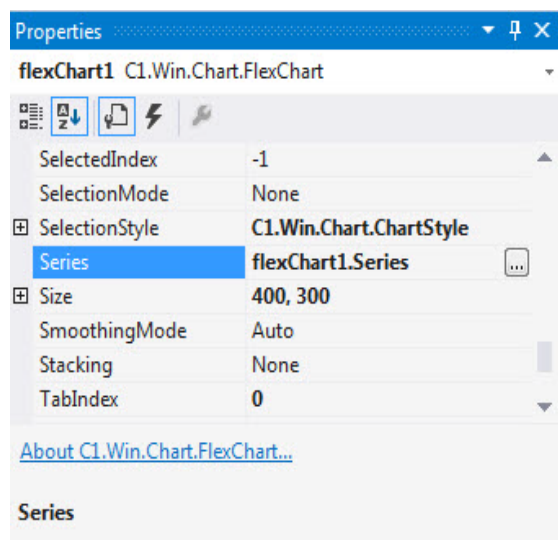 Properties
flexChart1 C1.Win.Chart.FlexChart
SelectedIndex -1
SelectionMode None
SelectionStyle C1.Win.Chart.ChartStyle
Series flexChart1.Series ...
Size 400, 300
SmoothingMode Auto
Stacking None
TabIndex 0
About C1.Win.Chart.FlexChart...
Series